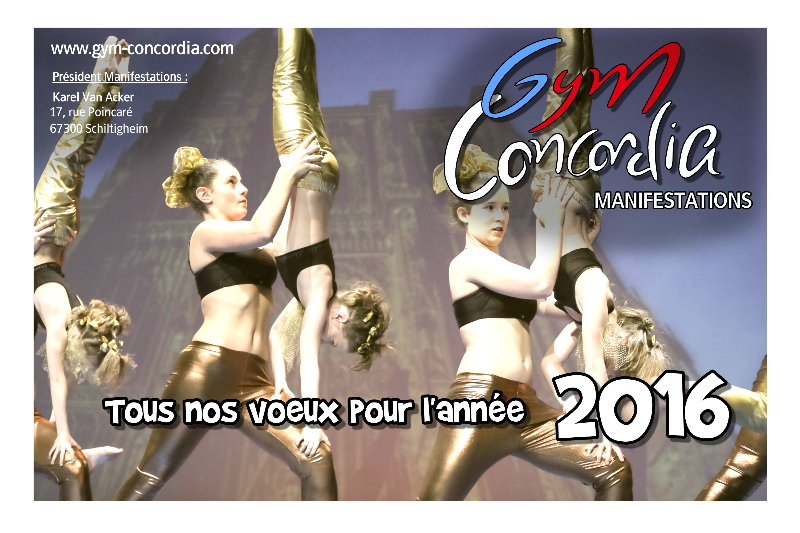 www.gym-concordia.com
Président Manifestations :
Karel Van Acker
17, rue Poincaré
67300 Schiltigheim
Gym
Concordia
MANIFESTATIONS
Tous nos voeux pour l'année 2016